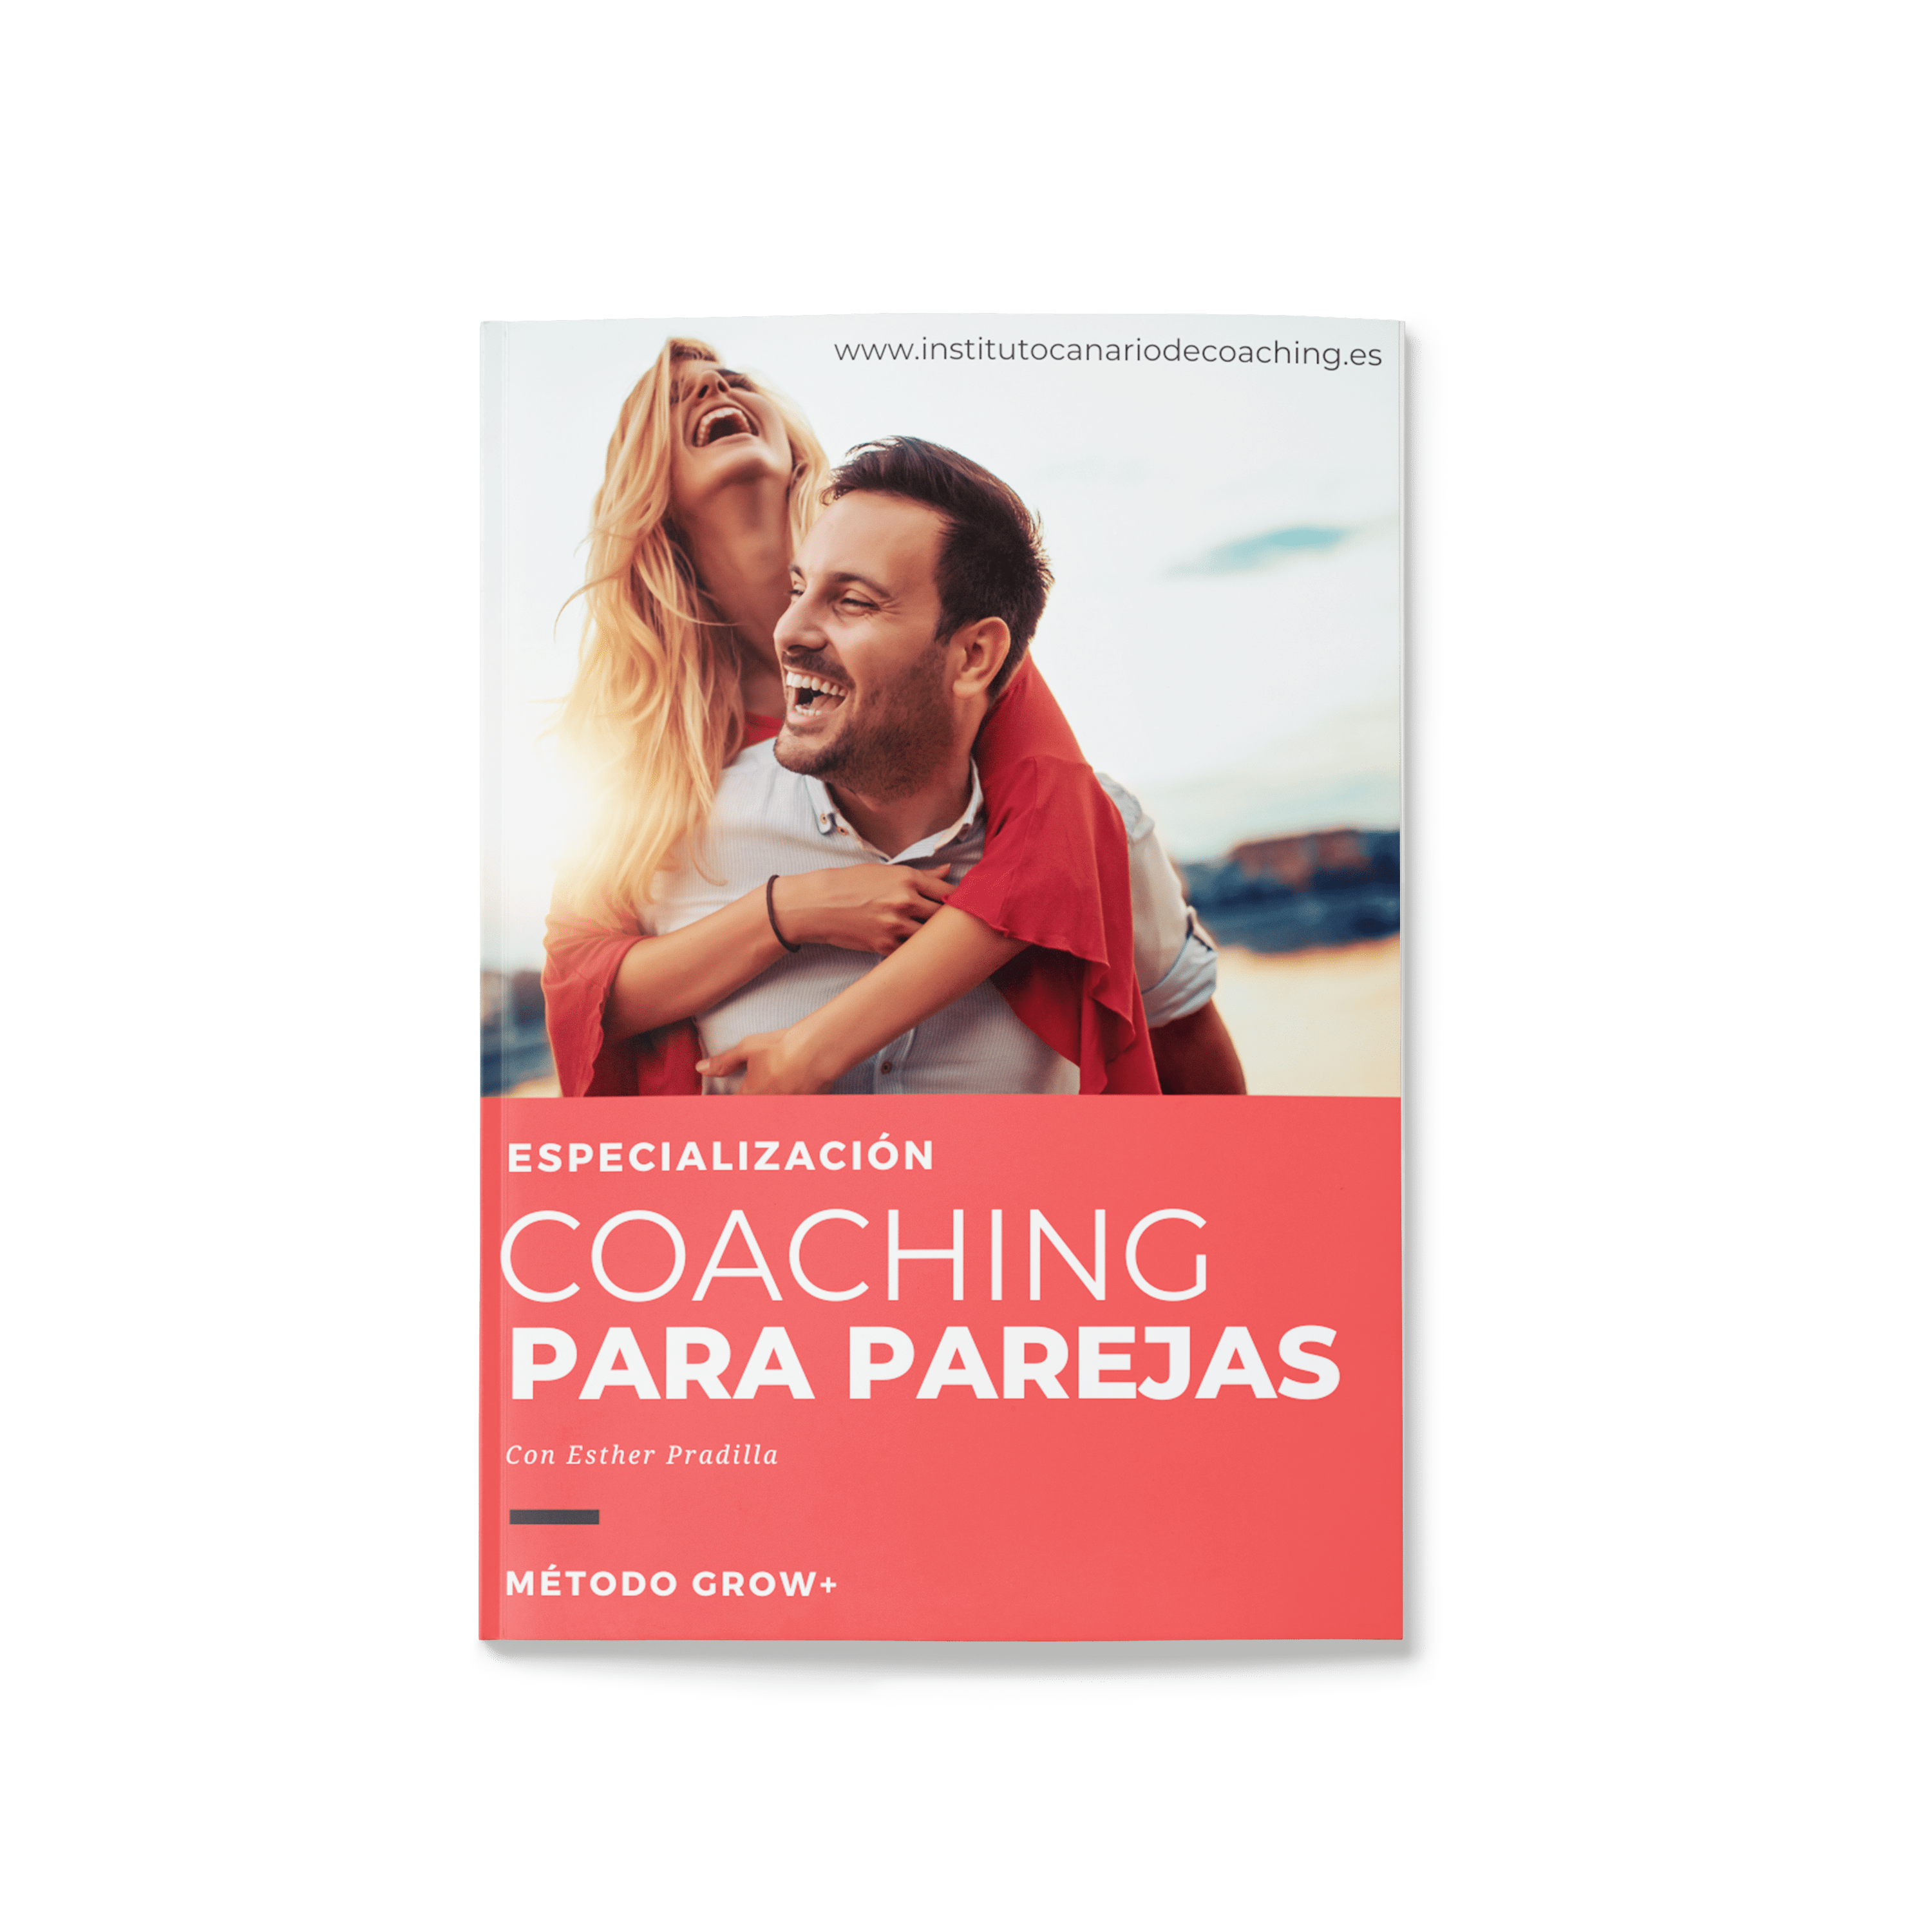 www.institutocanariodecoaching.es
ESPECIALIZACIÓN
COACHING
PARA PAREJAS
Con Esther Pradilla
MÉTODO GROW+